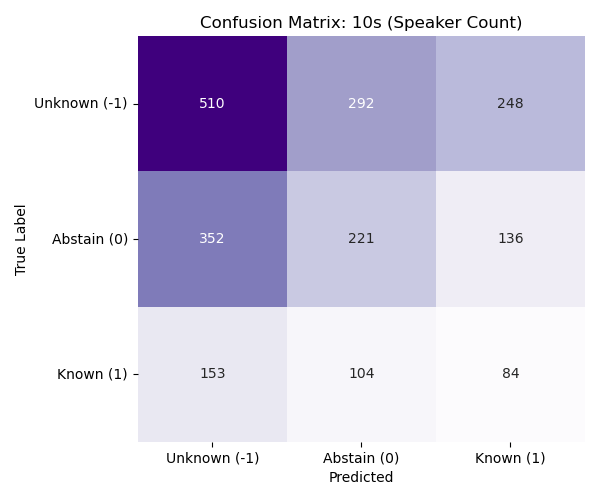 Confusion Matrix: 10s (Speaker Count)
True Label
Unknown (-1) 510 292 248
Abstain (0) 352 221 136
Known (1) 153 104 84
Unknown (-1) Abstain (0) Known (1)
Predicted